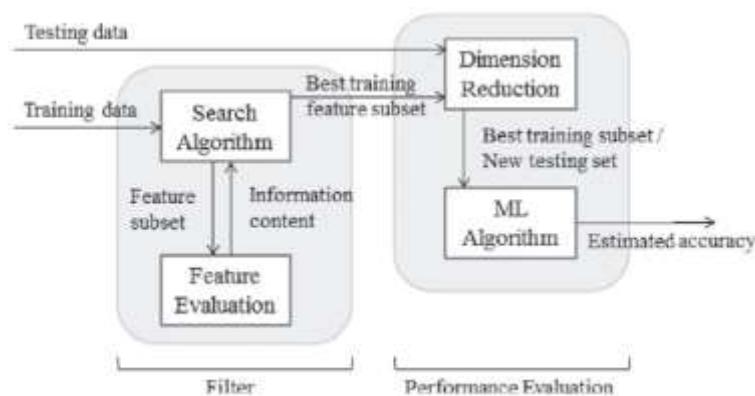 Testing data
Dimension
Reduction
Best training
feature subset
Training data
Search
Algorithm
Best training subset /
New testing set
Feature
subset
Information
content
ML
Algorithm
Estimated accuracy
Feature
Evaluation
Filter
Performance Evaluation